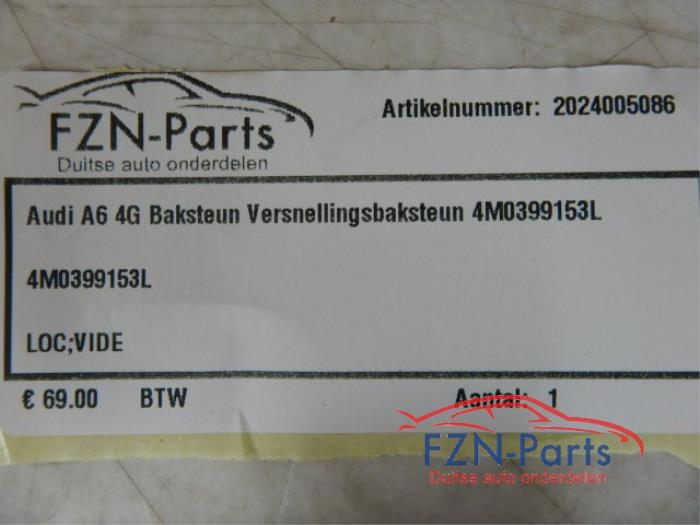 FZN-Parts
Duitse auto onderdelen
Artikelnummer: 2024005086
Audi A6 4G Baksteun Versnellingsbaksteun 4M0399153L
4M0399153L
LOC;VIDE
€ 69.00 BTW Aantal: 1
FZN-Parts
Duitse auto onderdelen